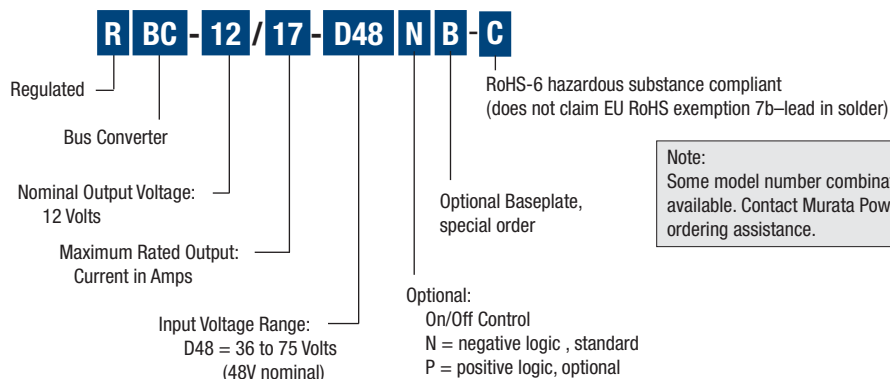 R BC - 12 / 17 - D48 N B - C
Regulated
Bus Converter
Nominal Output Voltage:
12 Volts
Maximum Rated Output:
Current in Amps
Input Voltage Range:
D48 = 36 to 75 Volts
(48V nominal)
Optional:
On/Off Control
N = negative logic , standard
P = positive logic, optional
Optional Baseplate,
special order
RoHS-6 hazardous substance compliant
(does not claim EU RoHS exemption 7b–lead in solder)
Note:
Some model number
available. Contact Murata
ordering assistance.